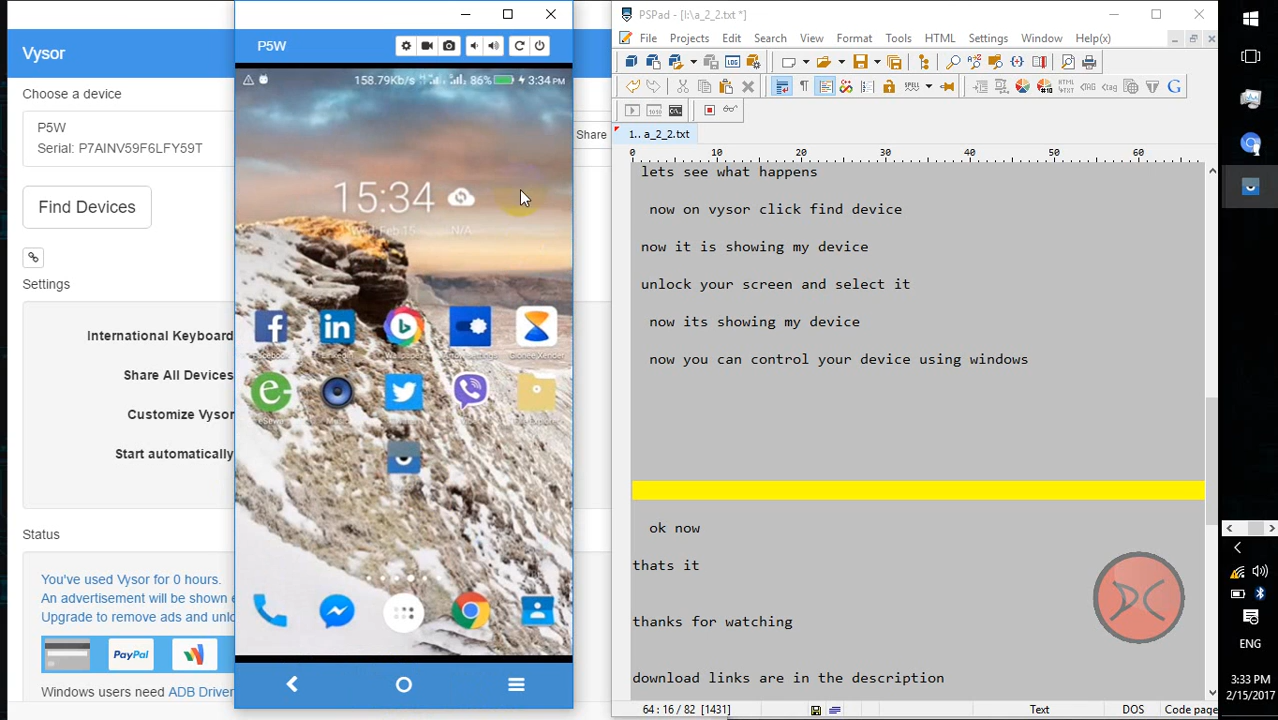 Vysor
Choose a device
P5W
Serial: P7AINV59F6LFY59T
Find Devices
Settings
International Keyboard
Share All Devices
Customize Vysor
Start automatically
Status
You've used Vysor for 0 hours.
An advertisement will be shown
Upgrade to remove ads and
PayPal
Windows users need ADB Driver
P5W
158.79Kb/s
86%
3:34 PM
15:34
Wed, Feb 15
N/A
Share
PSPad - [I:\a_2_2.txt *]
File Projects Edit Search View Format Tools HTML Settings Window Help(x)
1.. a_2_2.txt
0 10 20 30 40 50 60
lets see what happens
now on vysor click find device
now it is showing my device
unlock your screen and select it
now its showing my device
now you can control your device using windows
ok now
thats it
thanks for watching
download links are in the description
64 : 16 / 82 [1431]
Text
DOS
Code page
ENG
3:33 PM
2/15/2017